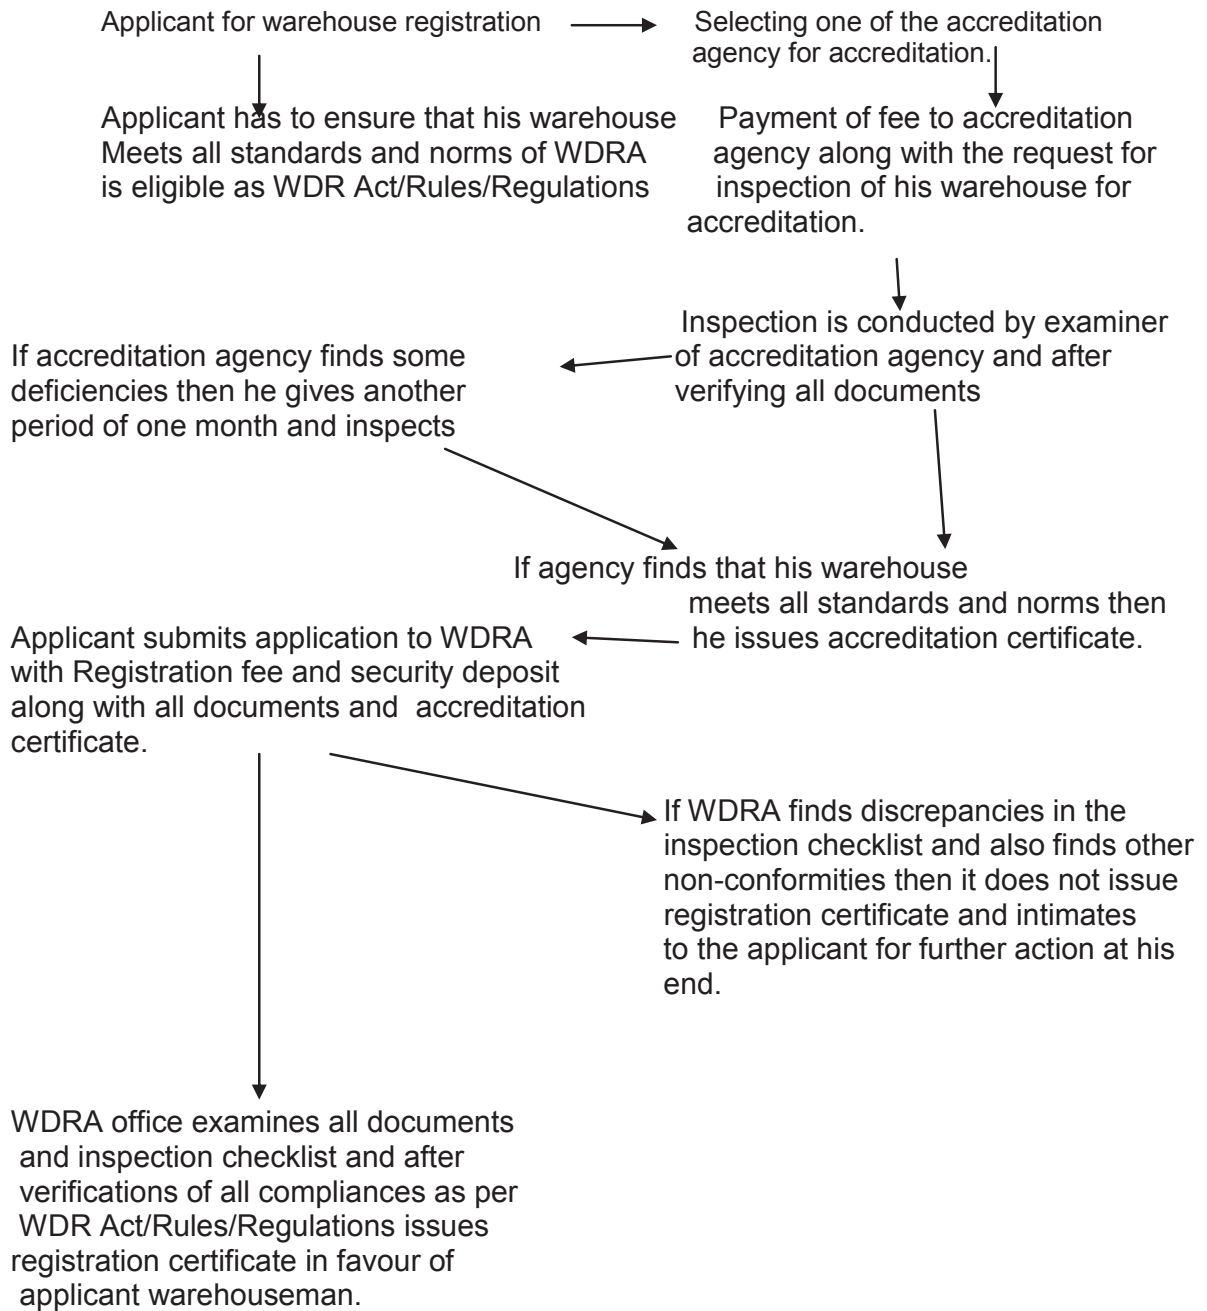 Applicant for warehouse registration
Selecting one of the accreditation
agency for accreditation.
Applicant has to ensure that his warehouse
Meets all standards and norms of WDRA
is eligible as WDR Act/Rules/Regulations
Payment of fee to accreditation
agency along with the request for
inspection of his warehouse for
accreditation.
Inspection is conducted by examiner
of accreditation agency and after
verifying all documents
If accreditation agency finds some
deficiencies then he gives another
period of one month and inspects
If agency finds that his warehouse
meets all standards and norms then
he issues accreditation certificate.
Applicant submits application to WDRA
with Registration fee and security deposit
along with all documents and accreditation
certificate.
If WDRA finds discrepancies in the
inspection checklist and also finds other
non-conformities then it does not issue
registration certificate and intimates
to the applicant for further action at his
end.
WDRA office examines all documents
and inspection checklist and after
verifications of all compliances as per
WDR Act/Rules/Regulations issues
registration certificate in favour of
applicant warehouseman.